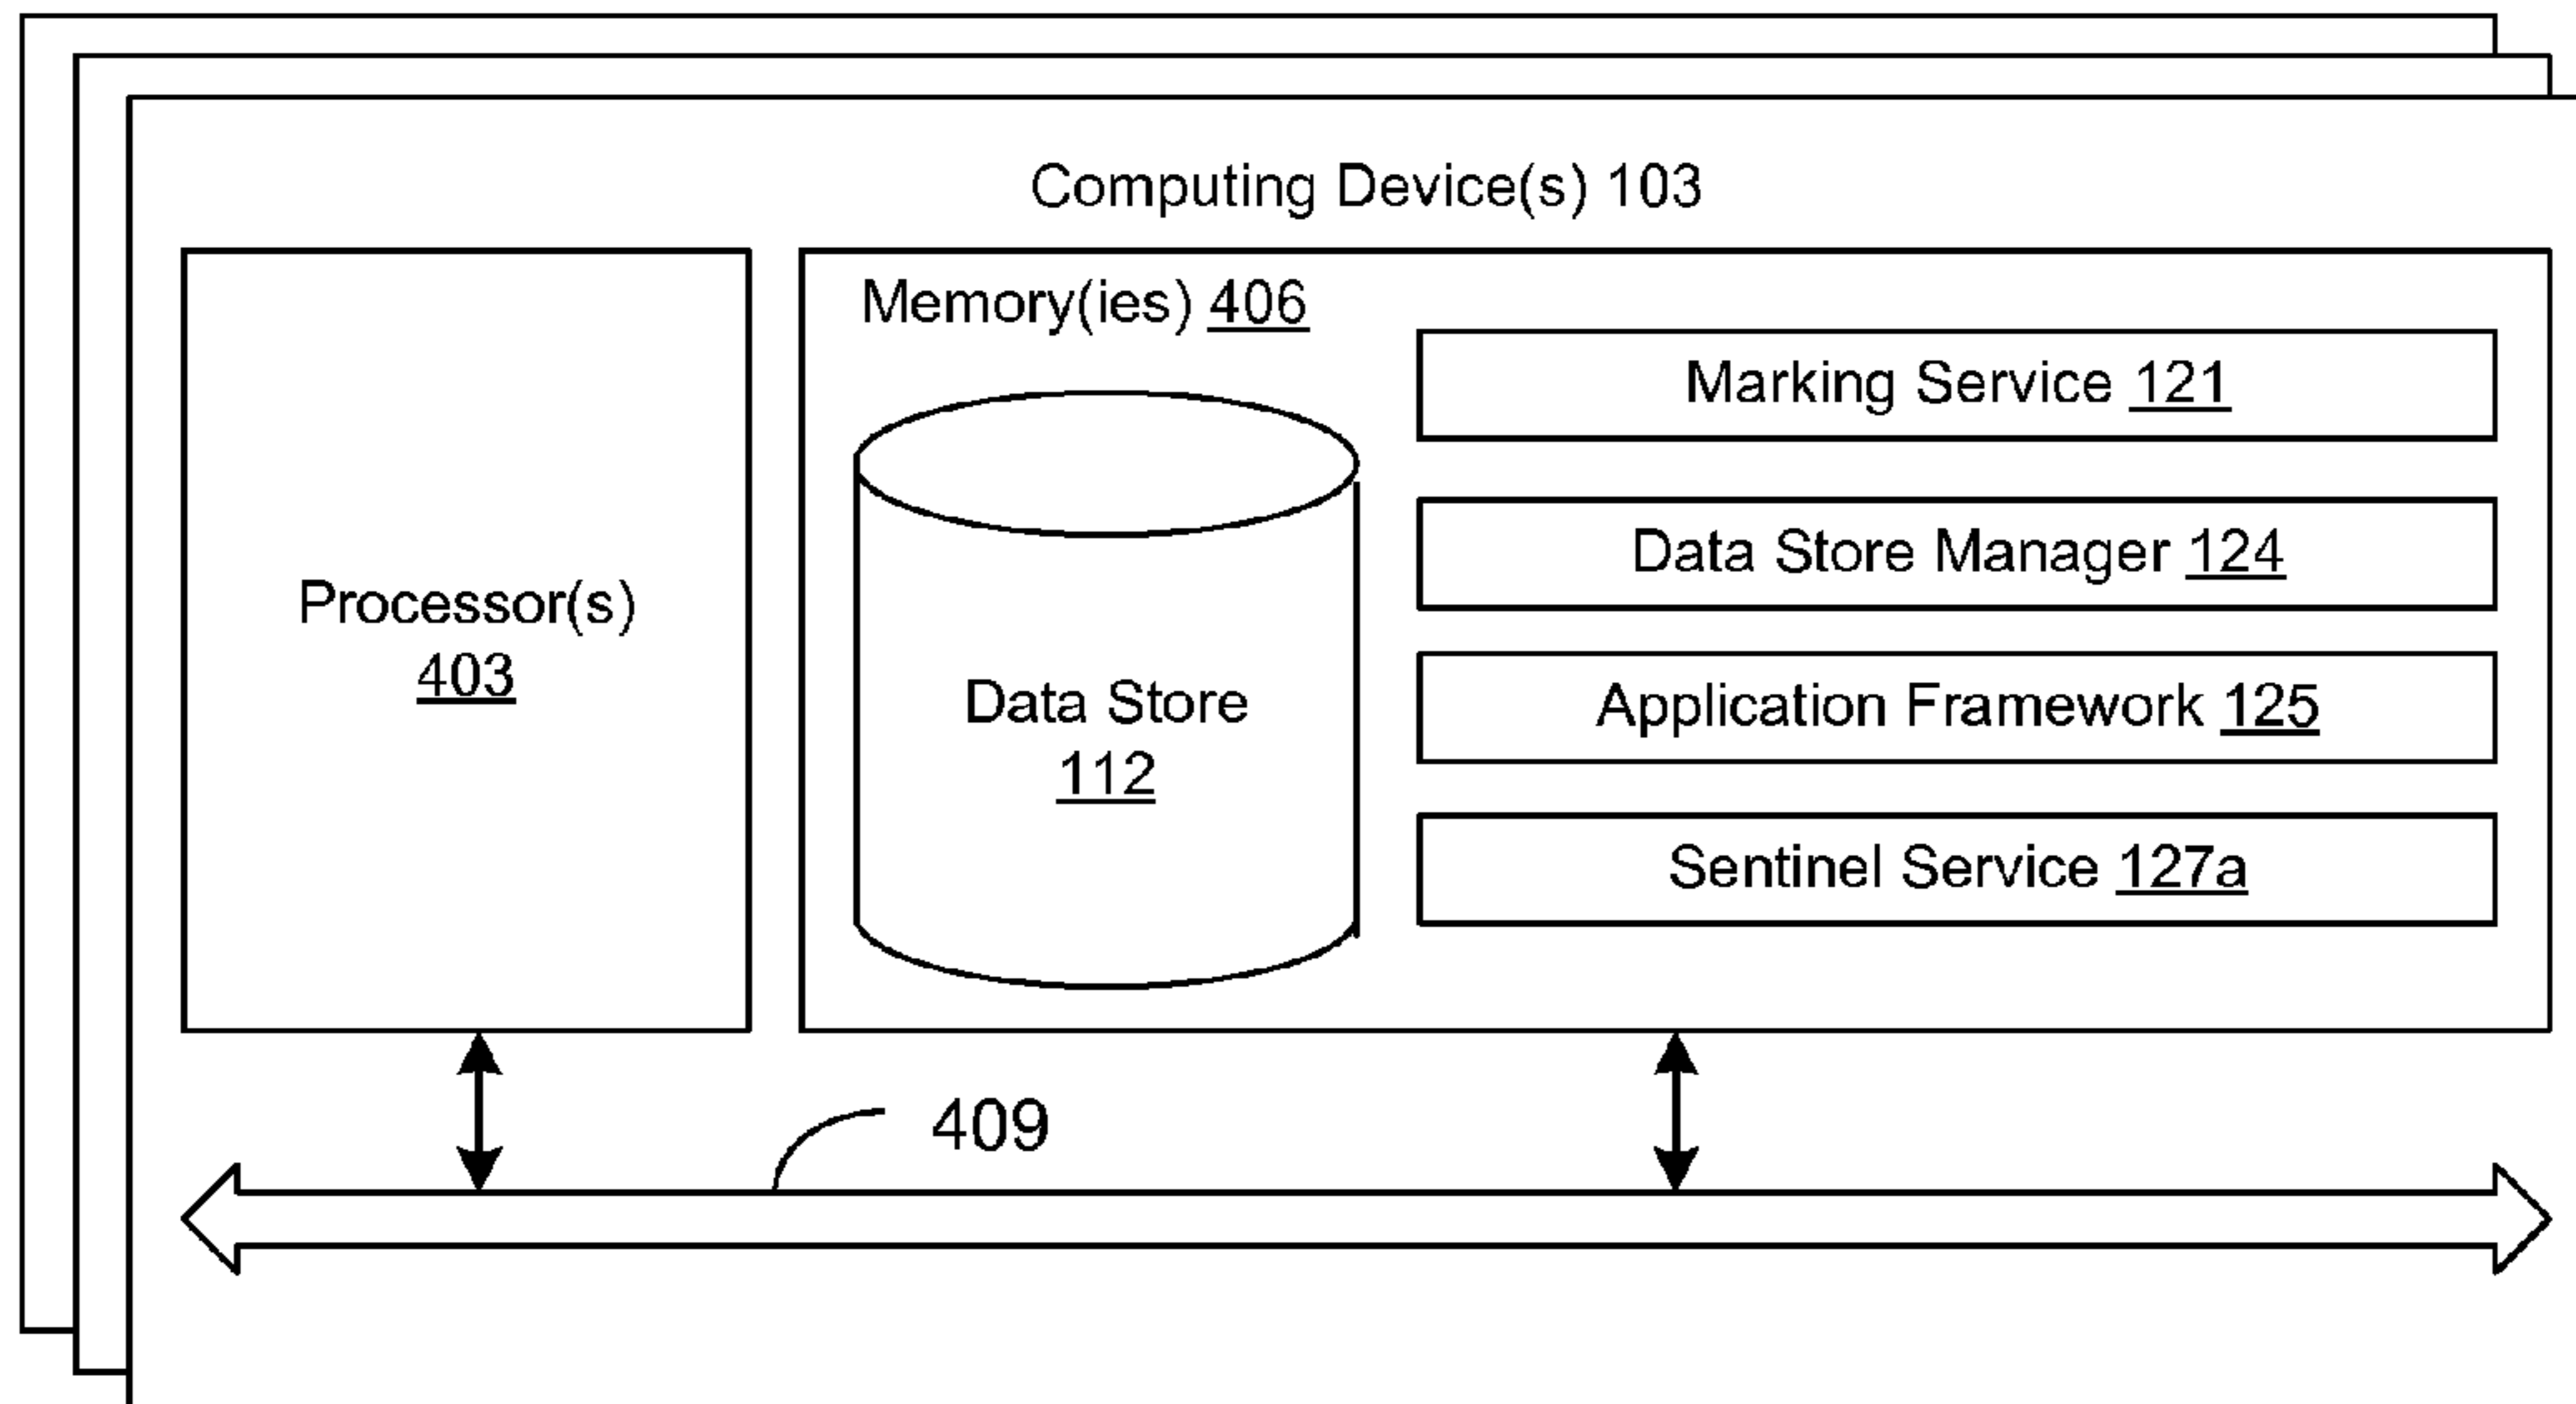 Computing Device(s) 103
Processor(s)
403
Memory(ies) 406
Data Store
112
Marking Service 121
Data Store Manager 124
Application Framework 125
Sentinel Service 127a
409